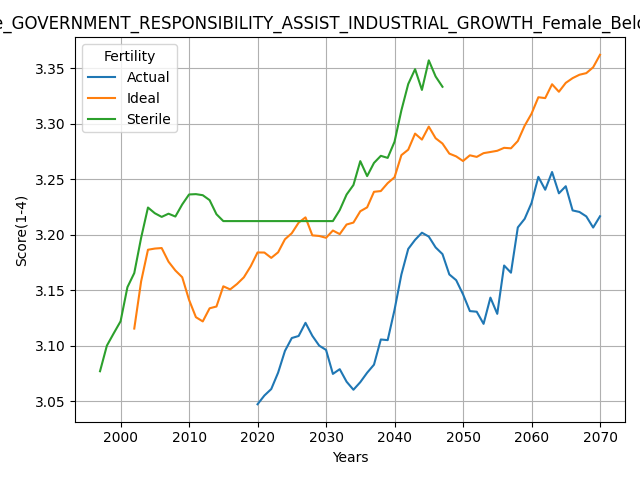 e_GOVERNMENT_RESPONSIBILITY_ASSIST_INDUSTRIAL_GROWTH_Female_Belo
Fertility
Actual
Ideal
Sterile
Score(1-4)
3.35
3.30
3.25
3.20
3.15
3.10
3.05
2000 2010 2020 2030 2040 2050 2060 2070
Years